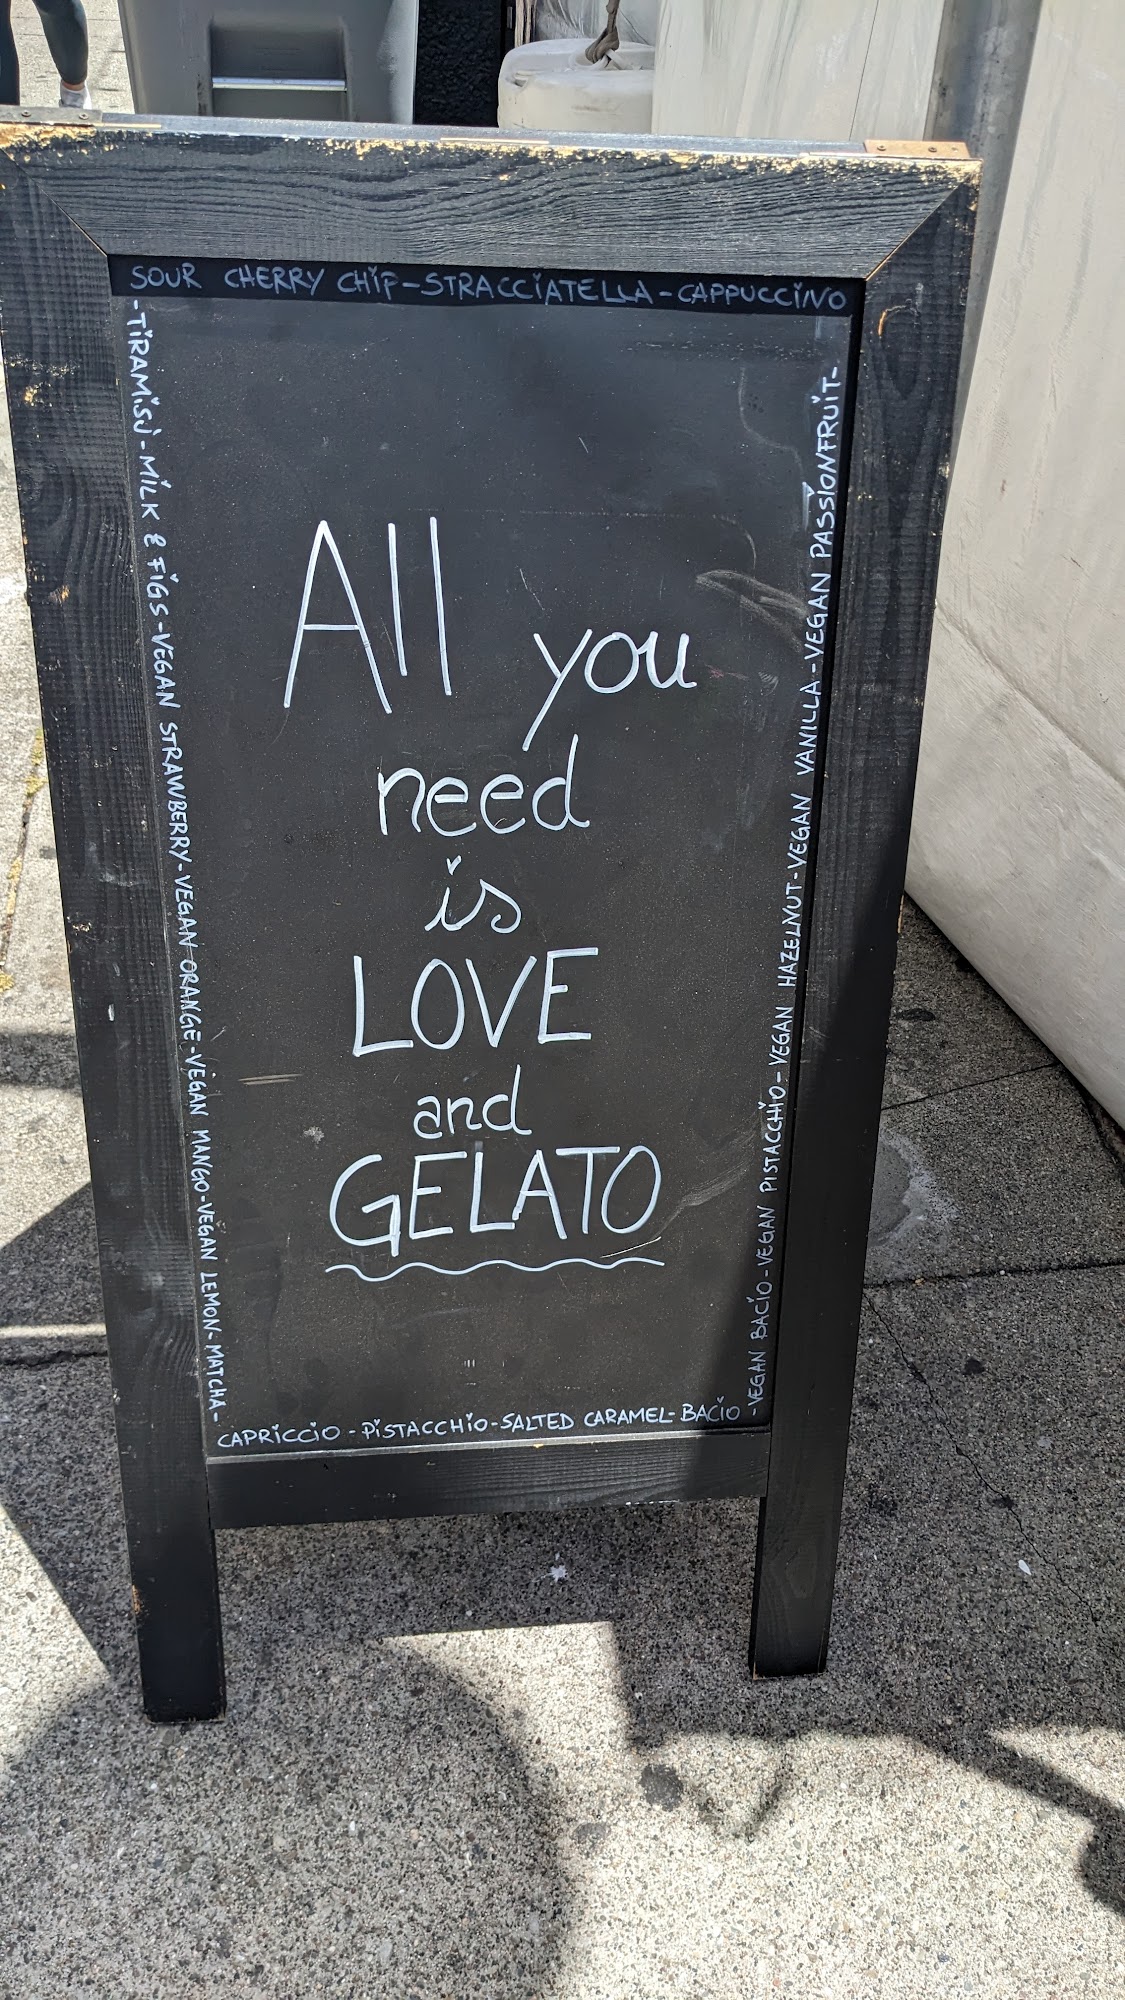 SOUR CHERRY CHIP-STRACCIATELLA-CAPPUCCINO
-TIRAMISÙ-MILK & FIGS-VEGAN STRAWBERRY-VEGAN ORANGE-VEGAN MANGO-VEGAN LEMON-MATCHA-
All you
need
is
LOVE
and
GELATO
-VEGAN BACIO-VEGAN PISTACCHIO-VEGAN HAZELNUT-VEGAN VANILLA-VEGAN PASSIONFRUIT-
CAPRICCIO-PISTACCHIO-SALTED CARAMEL-BACIO